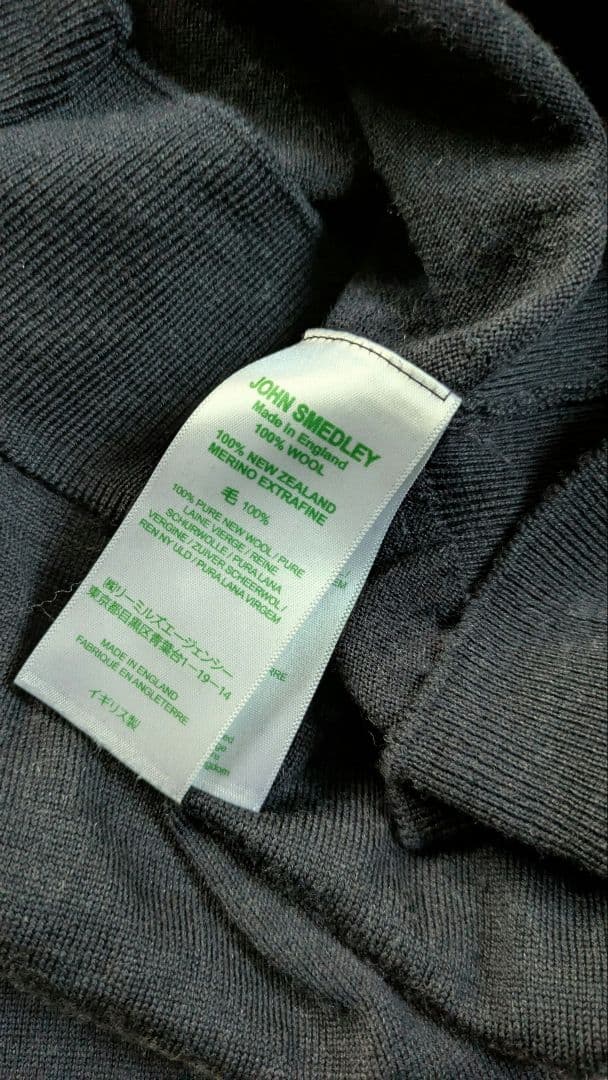 JOHN SMEDLEY
Made in England
100% WOOL
100% NEW ZEALAND
MERINO EXTRAFINE
毛 100%
100% PURE NEW WOOL / PURE
LAINE VIERGE / REINE
SCHURWOLLE / PURA LANA
VERGINE / ZUIVER SCHEERWOL /
REN NY ULD / PURA LANA VIRGEM
㈱リーミルズエージェンシー
東京都目黒区青葉台1-19-14
MADE IN ENGLAND
FABRIQUÉ EN ANGLETERRE
イギリス製